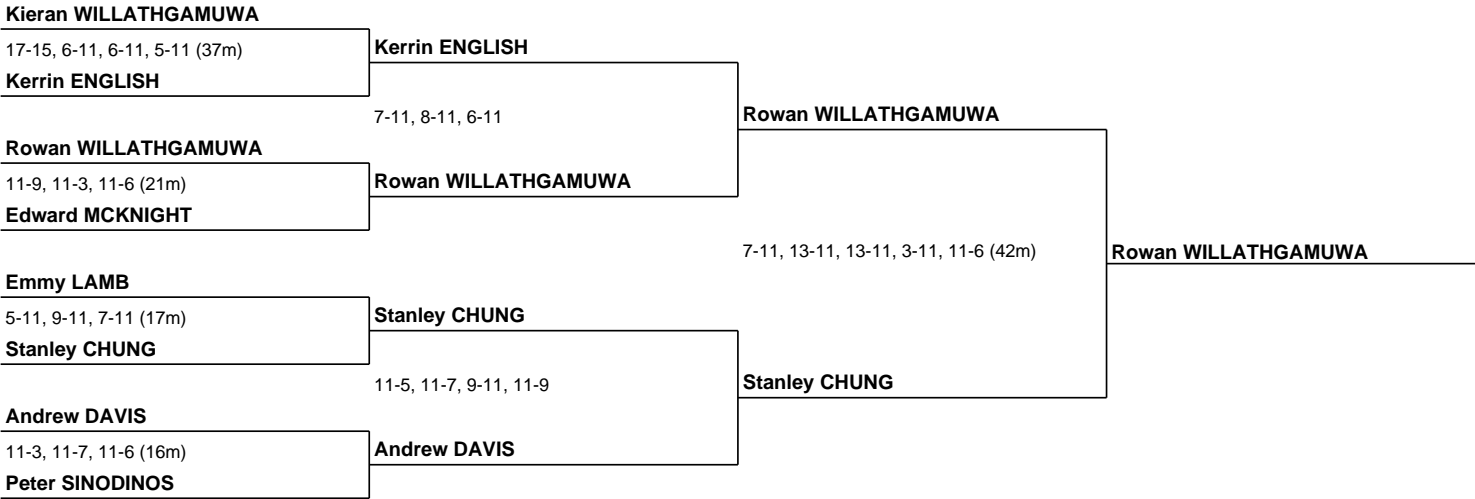 Kieran WILLATHGAMUWA
17-15, 6-11, 6-11, 5-11 (37m)
Kerrin ENGLISH
Kerrin ENGLISH
7-11, 8-11, 6-11
Rowan WILLATHGAMUWA
Rowan WILLATHGAMUWA
11-9, 11-3, 11-6 (21m)
Rowan WILLATHGAMUWA
Edward MCKNIGHT
7-11, 13-11, 13-11, 3-11, 11-6 (42m)
Rowan WILLATHGAMUWA
Emmy LAMB
5-11, 9-11, 7-11 (17m)
Stanley CHUNG
Stanley CHUNG
11-5, 11-7, 9-11, 11-9
Stanley CHUNG
Andrew DAVIS
11-3, 11-7, 11-6 (16m)
Andrew DAVIS
Peter SINODINOS